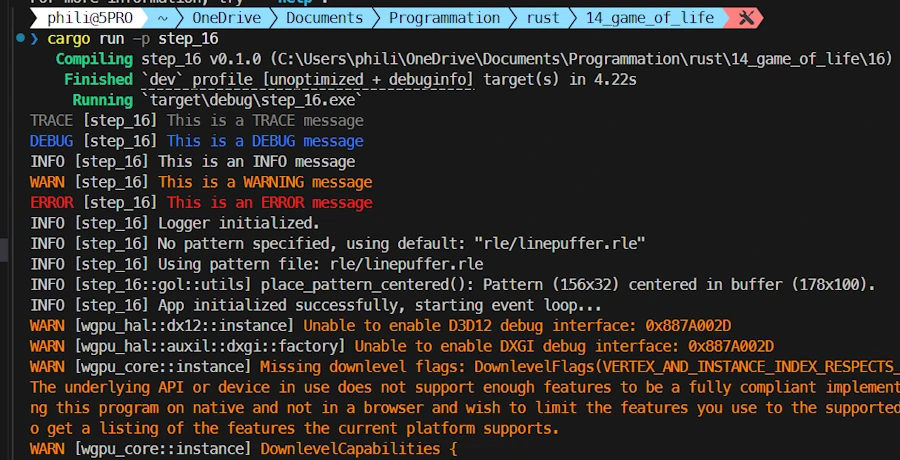 For more information, try '--help'.
phili@5PRO ~ OneDrive Documents Programmation rust 14_game_of_life
❯ cargo run -p step_16
Compiling step_16 v0.1.0 (C:\Users\phili\OneDrive\Documents\Programmation\rust\14_game_of_life\16)
Finished `dev` profile [unoptimized + debuginfo] target(s) in 4.22s
Running `target\debug\step_16.exe`
TRACE [step_16] This is a TRACE message
DEBUG [step_16] This is a DEBUG message
INFO [step_16] This is an INFO message
WARN [step_16] This is a WARNING message
ERROR [step_16] This is an ERROR message
INFO [step_16] Logger initialized.
INFO [step_16] No pattern specified, using default: "rle/linepuffer.rle"
INFO [step_16] Using pattern file: rle/linepuffer.rle
INFO [step_16::gol::utils] place_pattern_centered(): Pattern (156x32) centered in buffer (178x100).
INFO [step_16] App initialized successfully, starting event loop...
WARN [wgpu_hal::dx12::instance] Unable to enable D3D12 debug interface: 0x887A002D
WARN [wgpu_hal::auxil::dxgi::factory] Unable to enable DXGI debug interface: 0x887A002D
WARN [wgpu_core::instance] Missing downlevel flags: DownlevelFlags(VERTEX_AND_INSTANCE_INDEX_RESPECTS_
The underlying API or device in use does not support enough features to be a fully compliant implement
ng this program on native and not in a browser and wish to limit the features you use to the supported
o get a listing of the features the current platform supports.
WARN [wgpu_core::instance] DownlevelCapabilities {